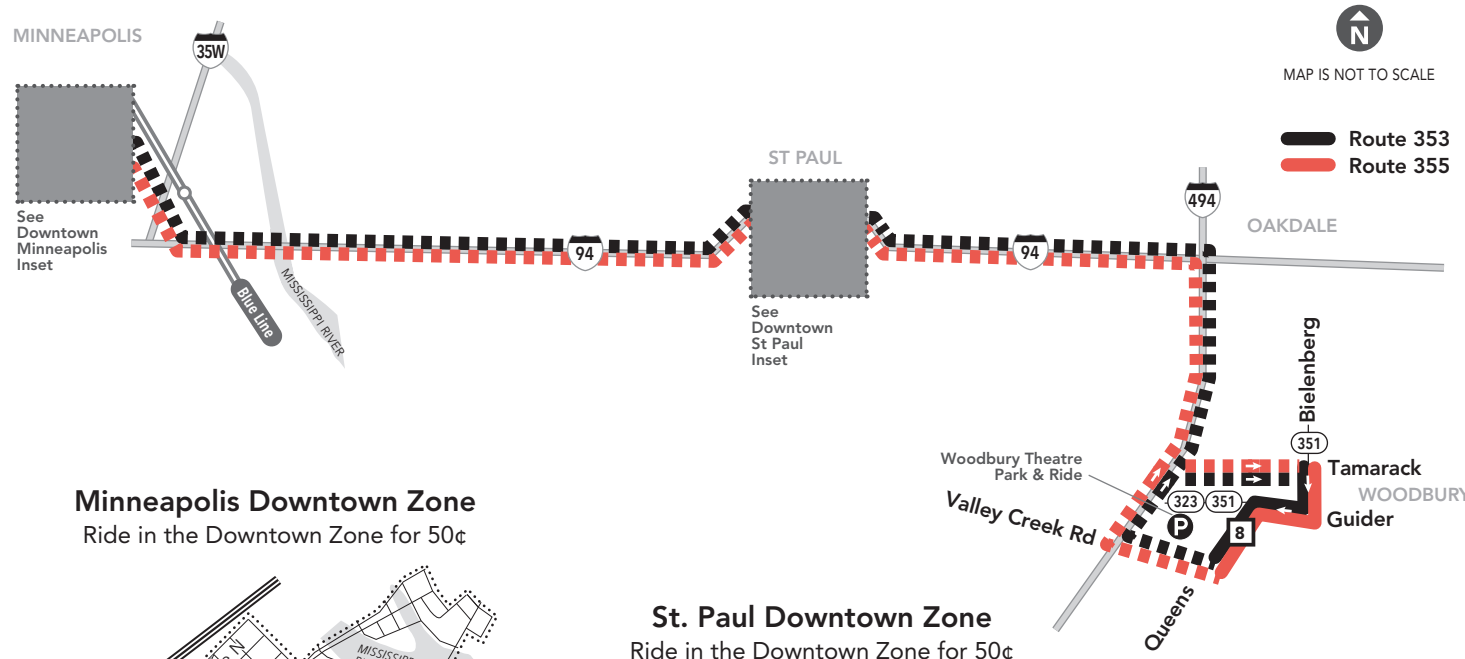 MINNEAPOLIS
35W
N
MAP IS NOT TO SCALE
Route 353
Route 355
ST PAUL
494
OAKDALE
See
Downtown
Minneapolis
Inset
94
94
Blue Line
MISSISSIPPI RIVER
See
Downtown
St Paul
Inset
Bielenberg
351
Woodbury Theatre
Park & Ride
Tamarack
WOODBURY
323
351
Valley Creek Rd
P
8
Guider
Queens
Minneapolis Downtown Zone
Ride in the Downtown Zone for 50¢
St. Paul Downtown Zone
Ride in the Downtown Zone for 50¢